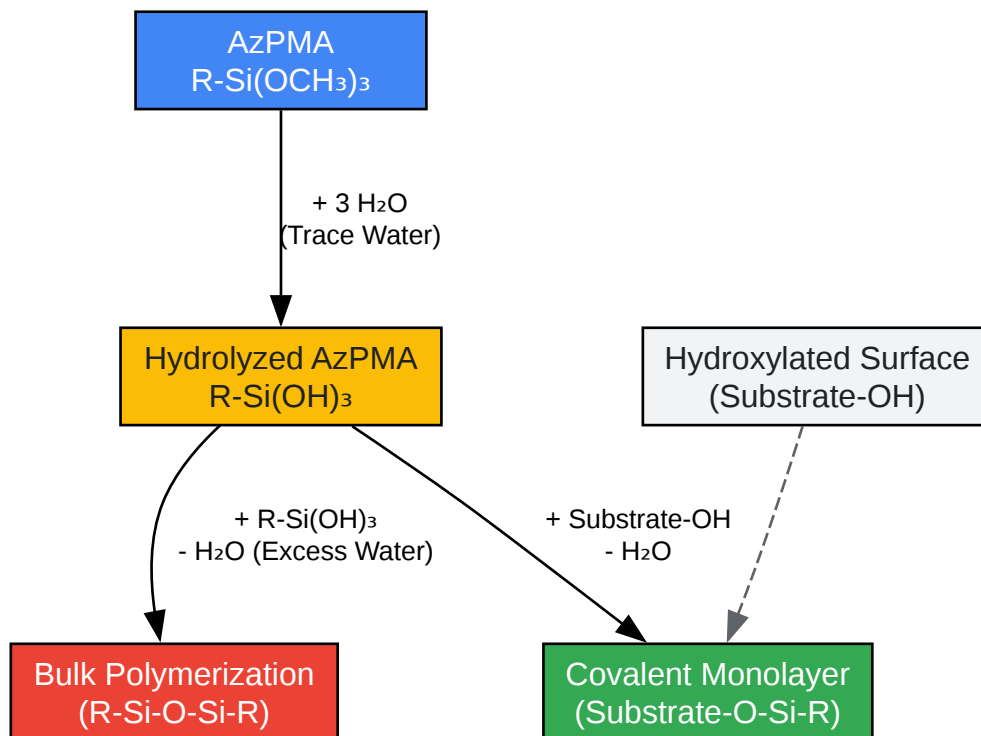 AzPMA
R-Si(OCH₃)₃
+ 3 H₂O
(Trace Water)
Hydrolyzed AzPMA
R-Si(OH)₃
Hydroxylated Surface
(Substrate-OH)
+ R-Si(OH)₃
- H₂O (Excess Water)
+ Substrate-OH
- H₂O
Bulk Polymerization
(R-Si-O-Si-R)
Covalent Monolayer
(Substrate-O-Si-R)